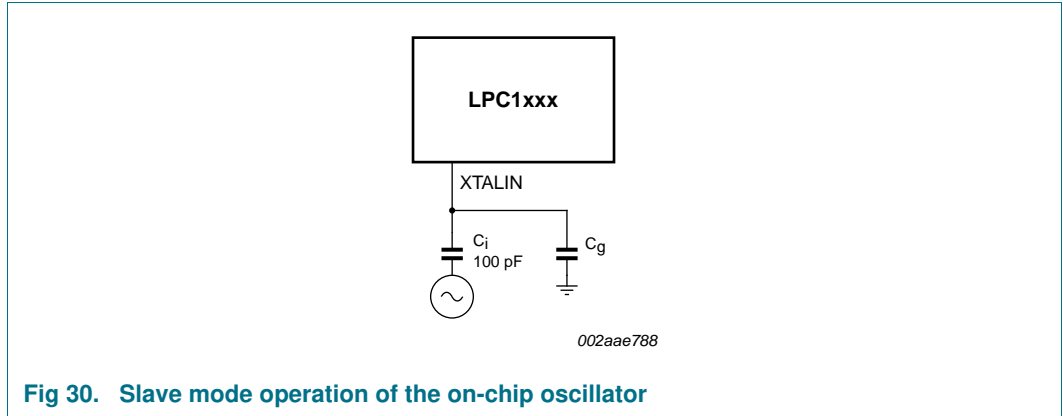 LPC1xxx
XTALIN
Ci
100 pF
Cg
002aae788
Fig 30. Slave mode operation of the on-chip oscillator